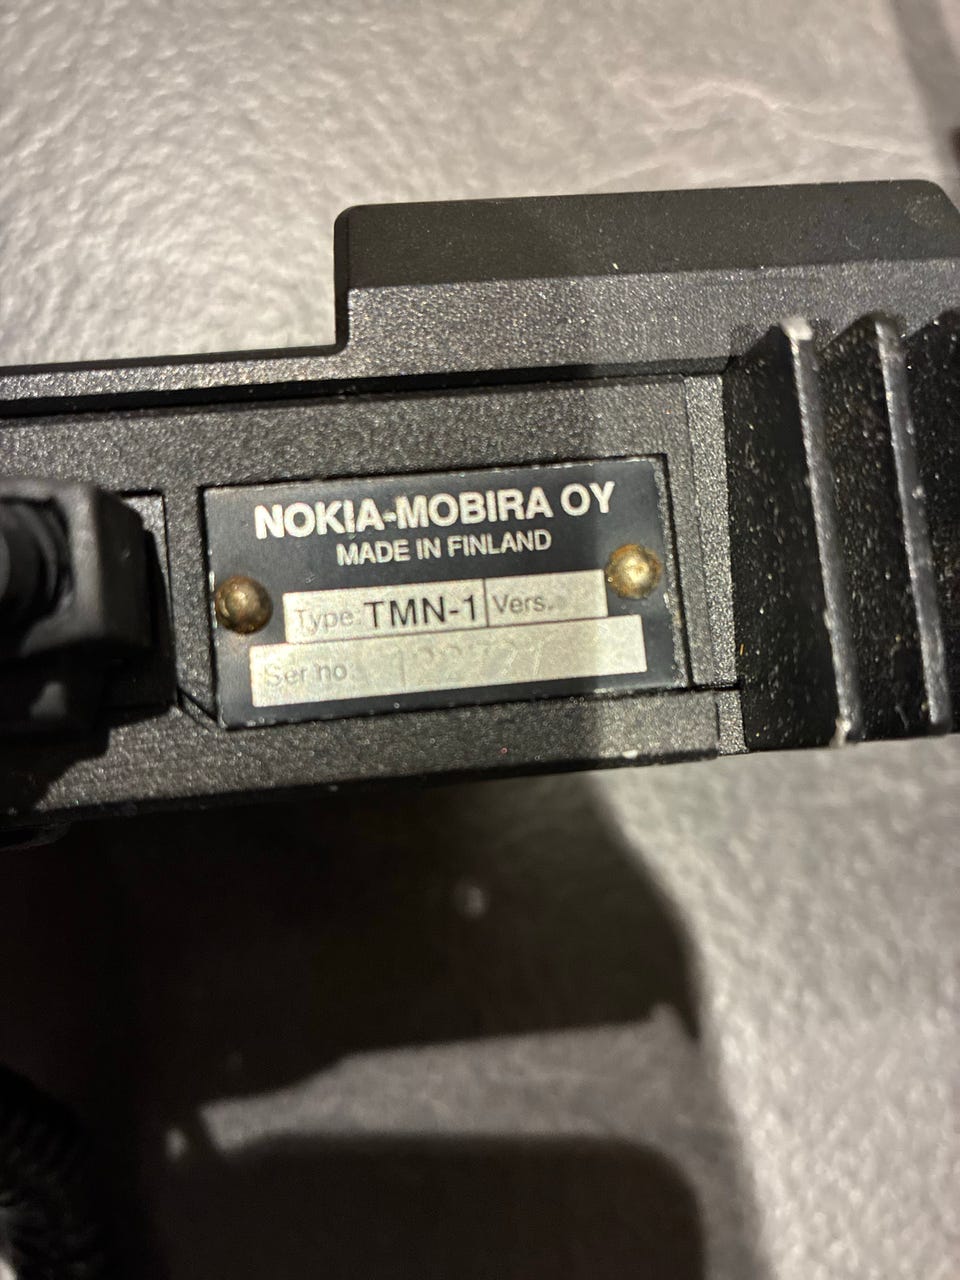 NOKIA-MOBIRA OY
MADE IN FINLAND
Type TMN-1 Vers.
Ser no.